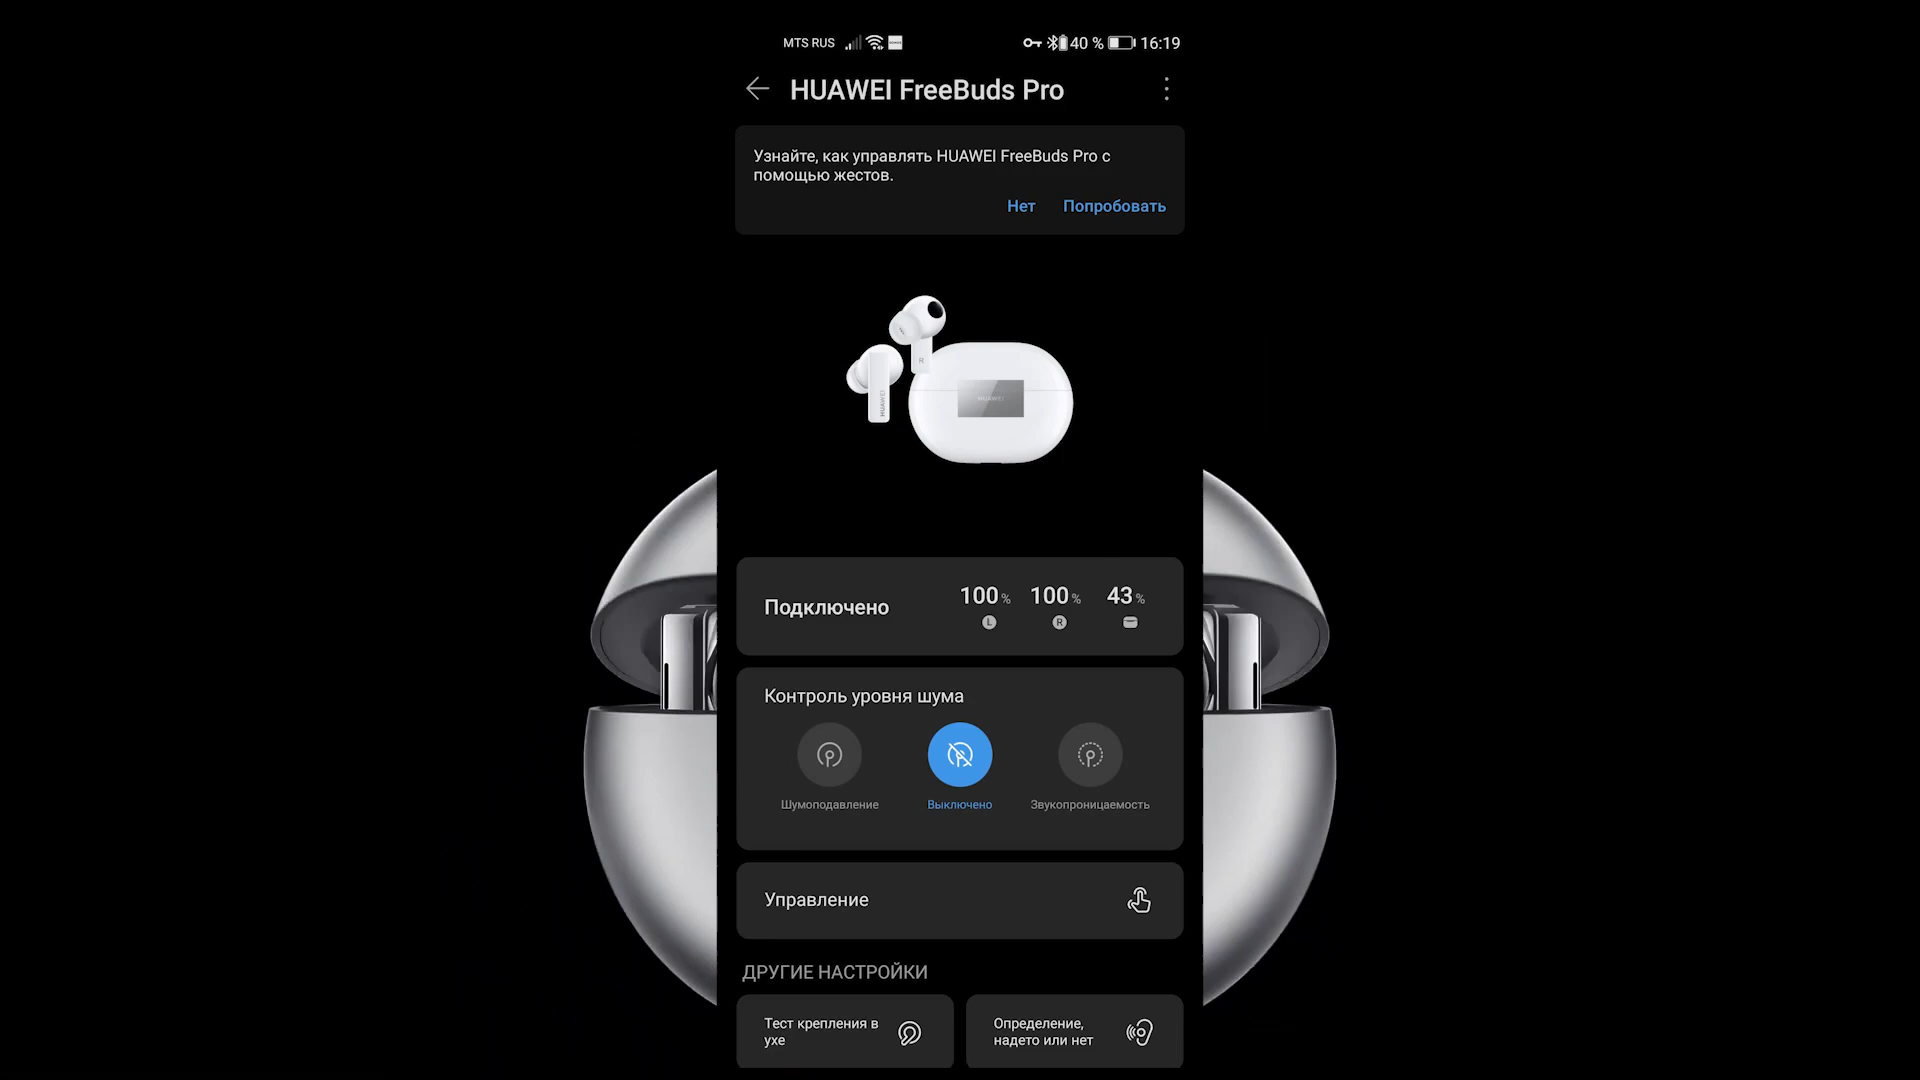 MTS RUS 40 % 16:19
HUAWEI FreeBuds Pro
Узнайте, как управлять HUAWEI FreeBuds Pro с
помощью жестов.
Нет Попробовать
R
HUAWEI
HUAWEI
Подключено 100 % 100 % 43 %
L R
Контроль уровня шума
Шумоподавление Выключено Звукопроницаемость
Управление
ДРУГИЕ НАСТРОЙКИ
Тест крепления в
ухе
Определение,
надето или нет